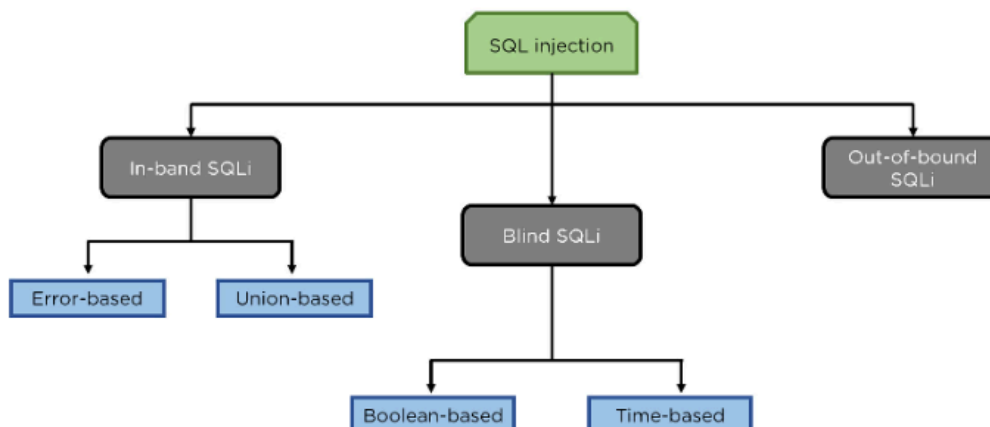 SQL injection
In-band SQLi
Out-of-bound
SQLi
Blind SQLi
Error-based
Union-based
Boolean-based
Time-based